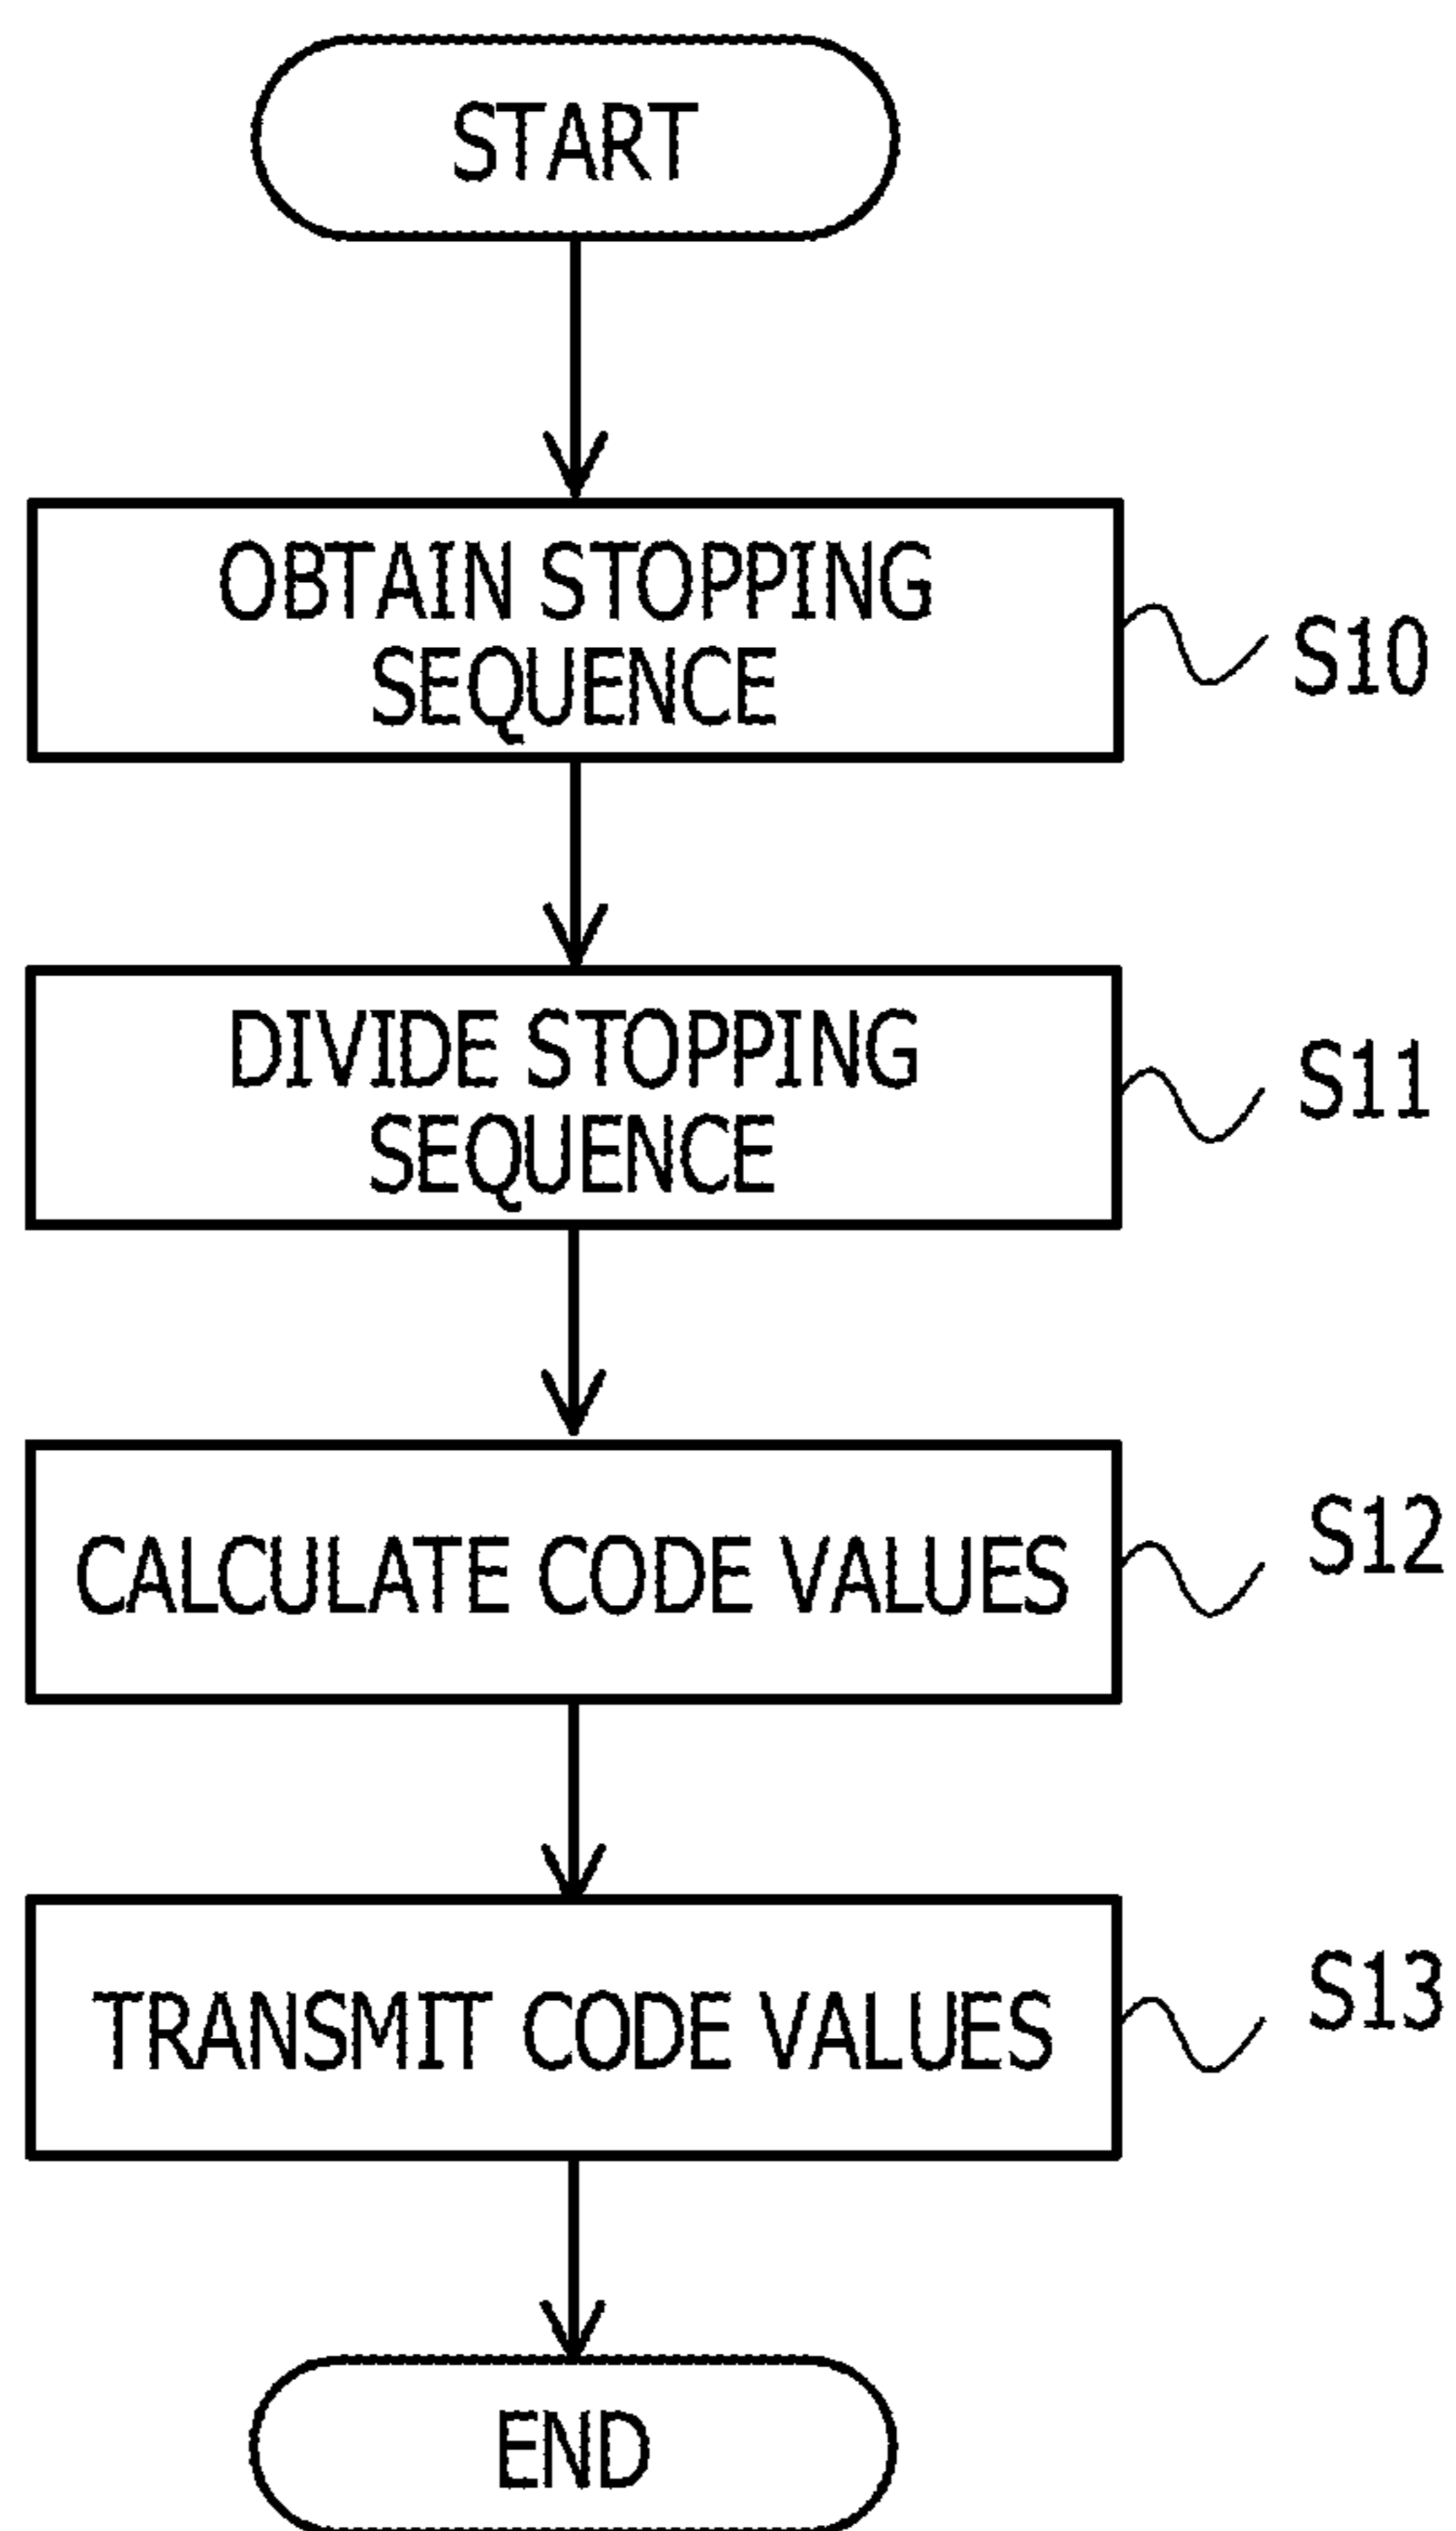 START
OBTAIN STOPPING
SEQUENCE
S10
DIVIDE STOPPING
SEQUENCE
S11
CALCULATE CODE VALUES
S12
TRANSMIT CODE VALUES
S13
END